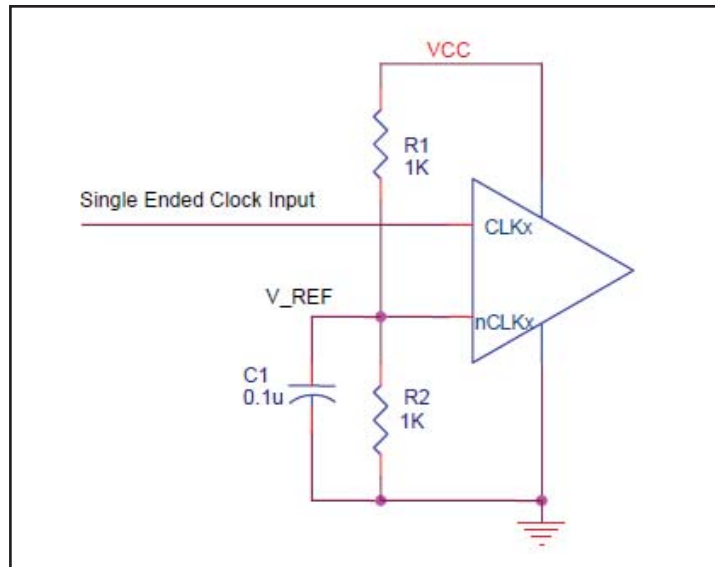 VCC
R1
1K
Single Ended Clock Input
CLKx
V_REF
nCLKx
C1
0.1u
R2
1K